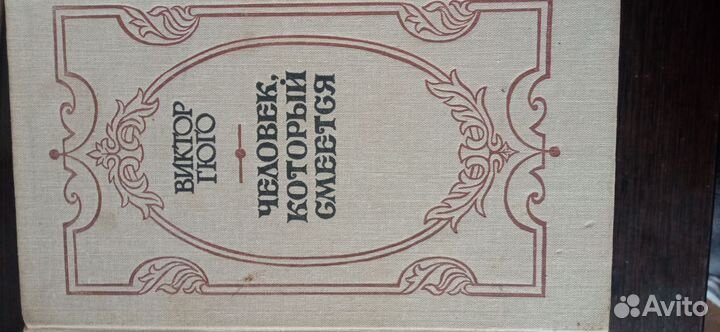 ВИКТОР
ГЮГО
ЧЕЛОВЕК,
КОТОРЫЙ
СМЕЕТСЯ
Avito